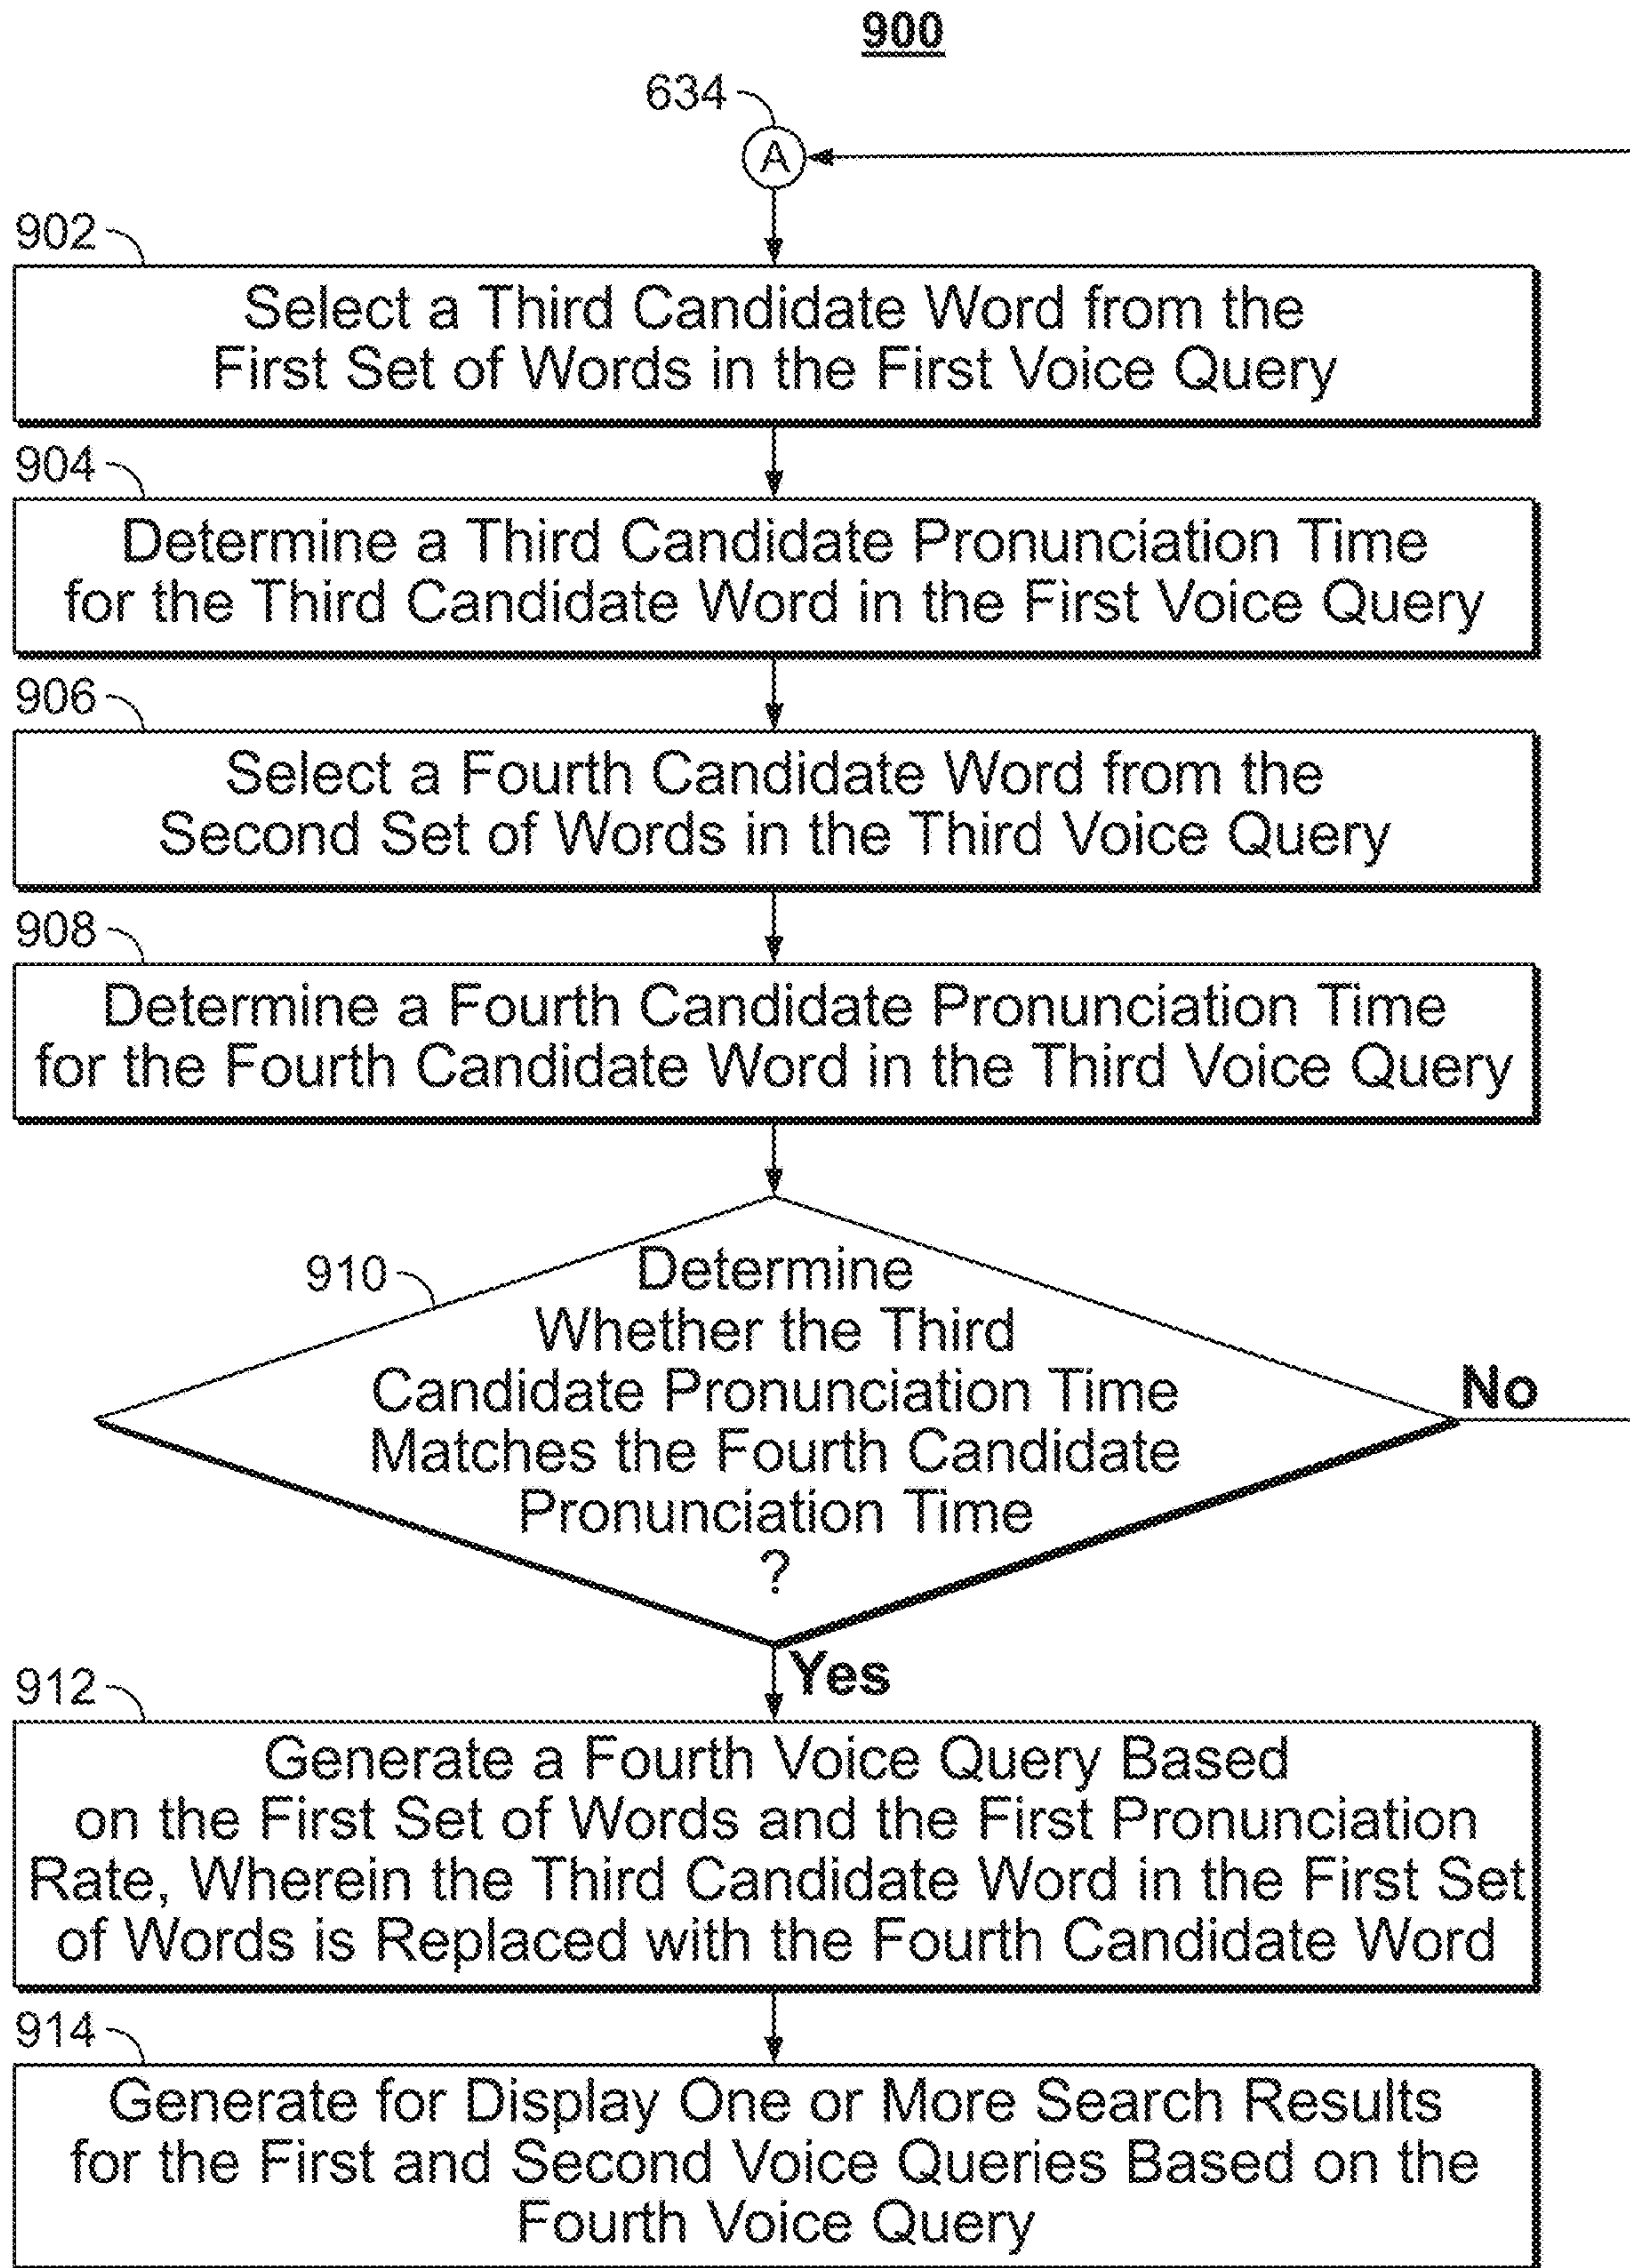 900
634
A
902
Select a Third Candidate Word from the
First Set of Words in the First Voice Query
904
Determine a Third Candidate Pronunciation Time
for the Third Candidate Word in the First Voice Query
906
Select a Fourth Candidate Word from the
Second Set of Words in the Third Voice Query
908
Determine a Fourth Candidate Pronunciation Time
for the Fourth Candidate Word in the Third Voice Query
910
Determine
Whether the Third
Candidate Pronunciation Time
Matches the Fourth Candidate
Pronunciation Time
?
No
Yes
912
Generate a Fourth Voice Query Based
on the First Set of Words and the First Pronunciation
Rate, Wherein the Third Candidate Word in the First Set
of Words is Replaced with the Fourth Candidate Word
914
Generate for Display One or More Search Results
for the First and Second Voice Queries Based on the
Fourth Voice Query